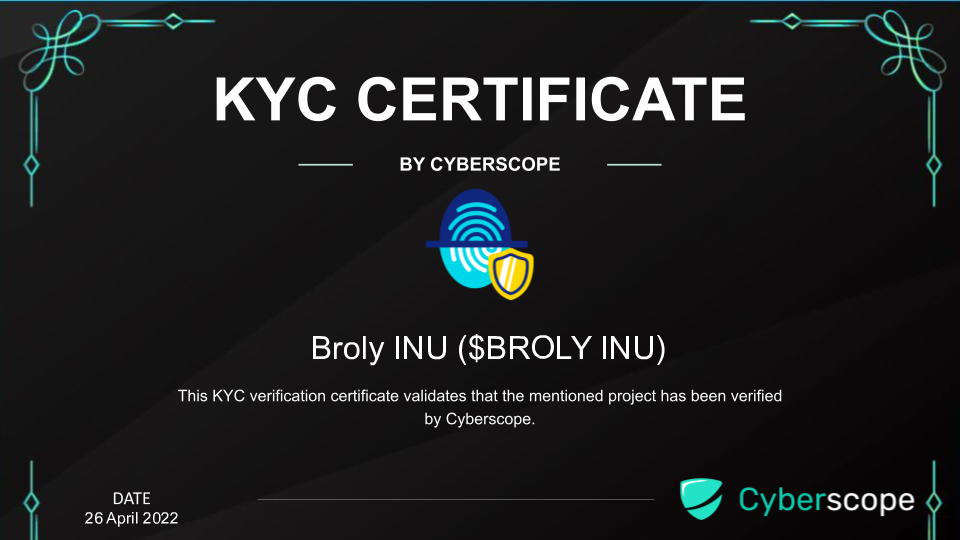 KYC CERTIFICATE
BY CYBERSCOPE
Broly INU ($BROLY INU)
This KYC verification certificate validates that the mentioned project has been verified
by Cyberscope.
DATE
26 April 2022
Cyberscope